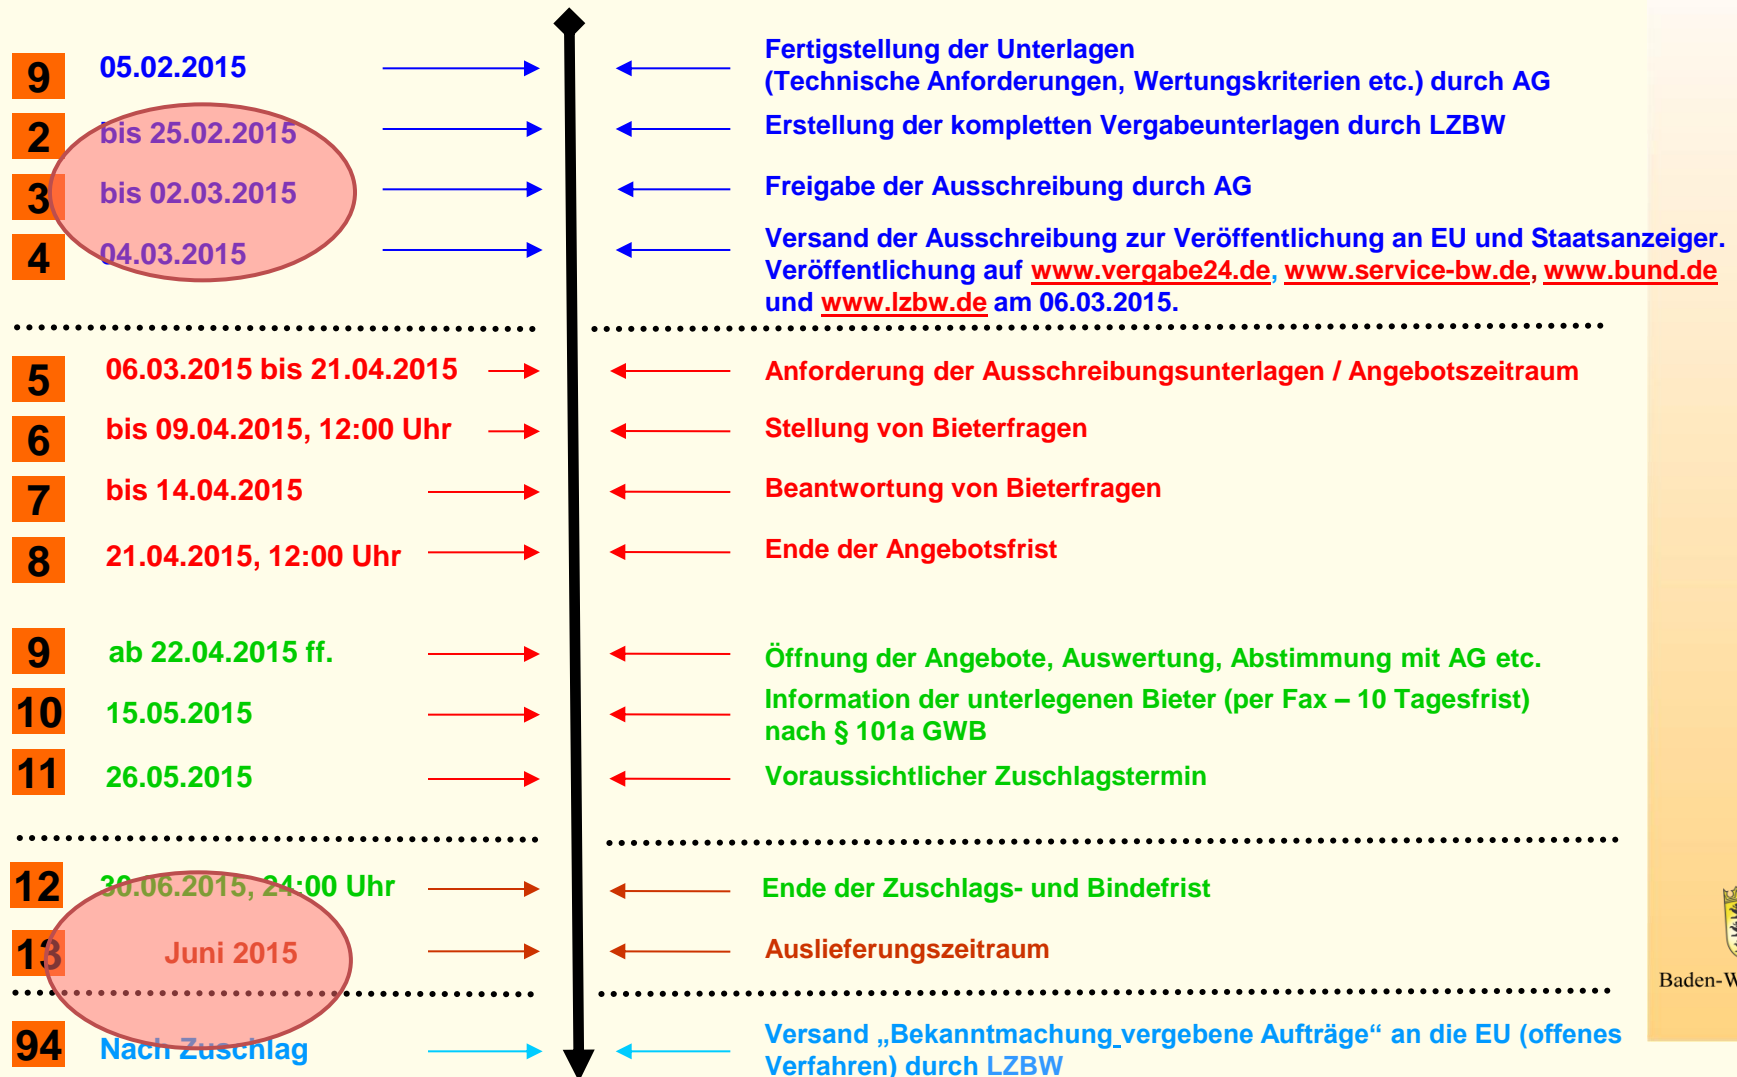 9 05.02.2015 Fertigstellung der Unterlagen
(Technische Anforderungen, Wertungskriterien etc.) durch AG
2 bis 25.02.2015 Erstellung der kompletten Vergabeunterlagen durch LZBW
3 bis 02.03.2015 Freigabe der Ausschreibung durch AG
4 04.03.2015 Versand der Ausschreibung zur Veröffentlichung an EU und Staatsanzeiger.
Veröffentlichung auf www.vergabe24.de, www.service-bw.de, www.bund.de
und www.lzbw.de am 06.03.2015.
5 06.03.2015 bis 21.04.2015 Anforderung der Ausschreibungsunterlagen / Angebotszeitraum
6 bis 09.04.2015, 12:00 Uhr Stellung von Bieterfragen
7 bis 14.04.2015 Beantwortung von Bieterfragen
8 21.04.2015, 12:00 Uhr Ende der Angebotsfrist
9 ab 22.04.2015 ff. Öffnung der Angebote, Auswertung, Abstimmung mit AG etc.
10 15.05.2015 Information der unterlegenen Bieter (per Fax – 10 Tagesfrist)
nach § 101a GWB
11 26.05.2015 Voraussichtlicher Zuschlagstermin
12 30.06.2015, 24:00 Uhr Ende der Zuschlags- und Bindefrist
13 Juni 2015 Auslieferungszeitraum
Baden-W
94 Nach Zuschlag Versand „Bekanntmachung vergebene Aufträge“ an die EU (offenes
Verfahren) durch LZBW